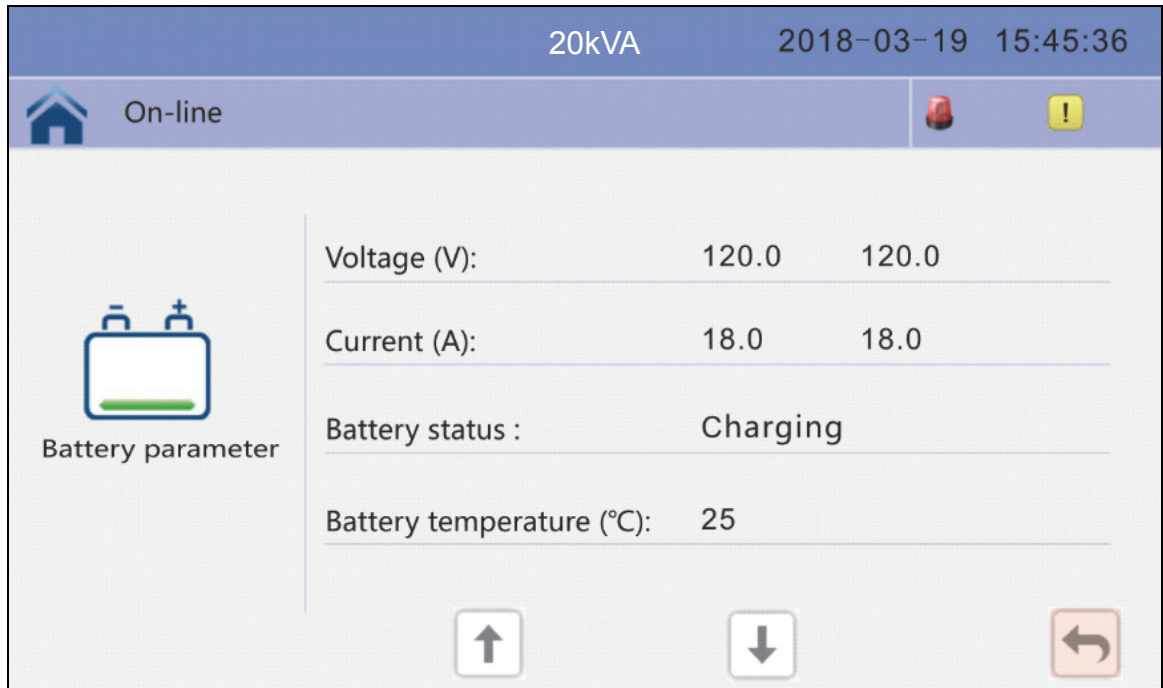 20kVA 2018-03-19 15:45:36
On-line !
Voltage (V): 120.0 120.0
Current (A): 18.0 18.0
Battery status : Charging
Battery parameter
Battery temperature (℃): 25